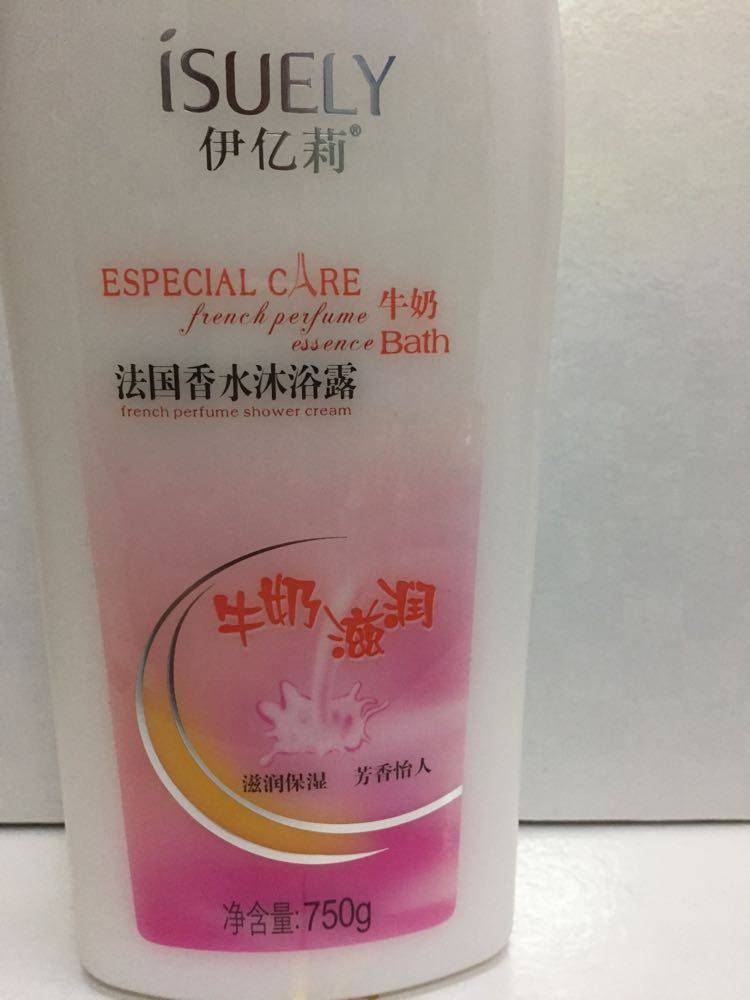 iSUELY
伊亿莉®
ESPECIAL CARE
french perfume 牛奶
essence Bath
法国香水沐浴露
french perfume shower cream
牛奶滋润
滋润保湿 芳香怡人
净含量:750g